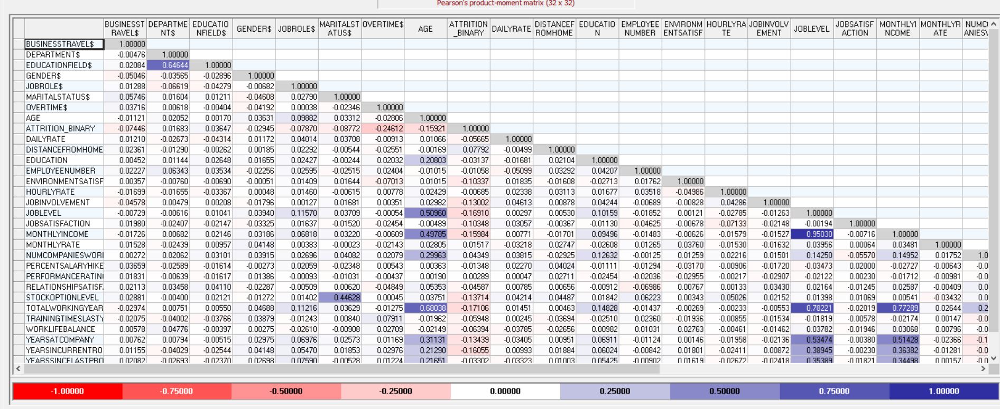 Pearson's product-moment matrix (32 x 32)
BUSINESST RAVEL$ DEPARTME NT$ EDUCATIO NFIELD$ GENDER$ JOBROLE$ MARITALST ATUS$ OVERTIME$ AGE ATTRITION _BINARY DAILYRATE DISTANCEF ROMHOME EDUCATIO N EMPLOYEE NUMBER ENVIRONM ENTSATISF HOURLYRA TE JOBINVOLV EMENT JOBLEVEL JOBSATISF ACTION MONTHLYI NCOME MONTHLYR ATE NUMC ANIES
BUSINESSTRAVEL$ 1.00000
DEPARTMENT$ -0.00476 1.00000
EDUCATIONFIELD$ 0.02084 0.64644 1.00000
GENDER$ -0.05046 -0.03565 -0.02896 1.00000
JOBROLE$ 0.01288 -0.06619 -0.04279 -0.00682 1.00000
MARITALSTATUS$ 0.05746 0.01604 0.01211 -0.04608 0.02790 1.00000
OVERTIME$ 0.03716 0.00618 -0.00404 -0.04192 0.00038 -0.02346 1.00000
AGE -0.01121 0.02052 0.00170 0.03631 0.09882 0.03312 -0.02806 1.00000
ATTRITION_BINARY -0.07446 0.01683 0.03647 -0.02945 -0.07870 -0.08772 -0.24612 -0.15921 1.00000
DAILYRATE 0.01210 -0.02673 -0.04314 0.01172 0.04014 0.03708 -0.00913 0.01066 -0.05665 1.00000
DISTANCEFROMHOME 0.02361 -0.01290 -0.00262 0.00185 0.02292 -0.00544 -0.02551 -0.00169 0.07792 -0.00499 1.00000
EDUCATION 0.00452 0.01144 0.02648 0.01655 0.02427 -0.00244 0.02032 0.20803 -0.03137 -0.01681 0.02104 1.00000
EMPLOYEENUMBER 0.02227 0.06343 0.03534 -0.02256 0.02595 -0.02515 0.02404 -0.01015 -0.01058 -0.05099 0.03292 0.04207 1.00000
ENVIRONMENTSATISF 0.00357 -0.00760 -0.00690 -0.00051 0.01409 0.01644 -0.07013 0.01015 -0.10337 0.01835 -0.01608 -0.02713 0.01762 1.00000
HOURLYRATE -0.01699 -0.01655 -0.03367 0.00048 0.01460 -0.00615 0.00778 0.02429 -0.00685 0.02338 0.03113 0.01677 0.03518 -0.04986 1.00000
JOBINVOLVEMENT -0.04578 0.00479 0.00208 -0.01796 0.00127 0.01681 0.00351 0.02982 -0.13002 0.04613 0.00878 0.04244 -0.00689 -0.00828 0.04286 1.00000
JOBLEVEL -0.00729 -0.00616 0.01041 0.03940 0.11570 0.03709 -0.00054 0.50960 -0.16910 0.00297 0.00530 0.10159 -0.01852 0.00121 -0.02785 -0.01263 1.00000
JOBSATISFACTION 0.01980 -0.02407 -0.02147 -0.03325 0.01637 -0.01520 -0.02454 -0.00489 -0.10348 0.03057 -0.00367 -0.01130 -0.04625 -0.00678 -0.07133 -0.02148 -0.00194 1.00000
MONTHLYINCOME -0.01726 0.00682 0.02146 0.03186 0.06818 0.03220 -0.00609 0.49785 -0.15984 0.00771 -0.01701 0.09496 -0.01483 -0.00626 -0.01579 -0.01527 0.95030 -0.00716 1.00000
MONTHLYRATE 0.01528 -0.02439 0.00957 0.04148 0.00383 -0.00023 -0.02143 0.02805 0.01517 -0.03218 0.02747 -0.02608 0.01265 0.03760 -0.01530 -0.01632 0.03956 0.00064 0.03481 1.00000
NUMCOMPANIESWOR 0.00272 0.02062 0.03101 0.03915 0.02696 0.04082 0.02079 0.29963 0.04349 0.03815 -0.02925 0.12632 -0.00125 0.01259 0.02216 0.01501 0.14250 -0.05570 0.14952 0.01752 1.0
PERCENTSALARYHIKE 0.03659 -0.02589 -0.01614 -0.00273 0.02059 -0.02348 0.00543 0.00363 -0.01348 0.02270 0.04024 -0.01111 -0.01294 -0.03170 -0.00906 -0.01720 -0.03473 0.02000 -0.02727 -0.00643 -0.0
PERFORMANCERATIN 0.01831 -0.00639 -0.01617 0.01386 -0.00093 -0.01031 -0.00437 0.00190 0.00289 0.00047 0.02711 -0.02454 -0.02036 -0.02955 -0.00217 -0.02907 -0.02122 0.00230 -0.01712 -0.00981 -0.0
RELATIONSHIPSATISF. 0.02113 0.03458 0.04110 -0.02287 -0.00509 0.00620 -0.04849 0.05353 -0.04587 0.00785 0.00656 -0.00912 -0.06986 0.00767 0.00133 0.03430 0.02164 -0.01245 0.02587 -0.00409 0.0
STOCKOPTIONLEVEL 0.02881 -0.00400 0.02121 -0.01272 0.01402 0.44628 0.00045 0.03751 -0.13714 0.04214 0.04487 0.01842 0.06223 0.00343 0.05026 0.02152 0.01398 0.01069 0.00541 -0.03432 0.0
TOTALWORKINGYEAR -0.02974 0.00751 0.00550 0.04688 0.11216 0.03629 -0.01275 0.68038 -0.17106 0.01451 0.00463 0.14828 -0.01437 -0.00269 -0.00233 -0.00553 0.78221 -0.02019 0.77289 0.02644 0.2
TRAININGTIMESLASTY -0.02075 -0.04002 -0.03766 0.03879 -0.01243 0.00840 0.07911 -0.01962 -0.05948 0.00245 -0.03694 -0.02510 0.02360 -0.01936 -0.00855 -0.01534 -0.01819 -0.00578 -0.02174 0.00147 -0.0
WORKLIFEBALANCE 0.00578 0.04776 -0.00397 0.00275 -0.02610 -0.00908 0.02709 -0.02149 -0.06394 -0.03785 -0.02656 0.00982 0.01031 0.02763 -0.00461 -0.01462 0.03782 -0.01946 0.03068 0.00796 -0.0
YEARSATCOMPANY 0.00762 0.00794 -0.00515 0.02975 0.06976 0.02573 0.01169 0.31131 -0.13439 -0.03405 0.00951 0.06911 -0.01124 0.00146 -0.01958 -0.02136 0.53474 -0.00380 0.51428 -0.02366 -0.1
YEARSINCURRENTRO 0.01155 -0.04029 -0.02544 0.04148 0.05470 0.01853 0.02976 0.21290 -0.16055 0.00993 0.01884 0.06024 -0.00842 0.01801 -0.02411 0.00872 0.38945 -0.00230 0.36382 -0.01281 -0.0
YEARSSINCELASTPRO 0.02082 -0.02693 -0.02370 0.02698 0.07590 -0.00528 0.01224 0.21651 -0.03302 -0.03323 0.01003 0.05425 -0.00902 0.01619 -0.02672 -0.02418 0.35389 -0.01821 0.34498 0.00157 -0.0
-1.00000 -0.75000 -0.50000 -0.25000 0.00000 0.25000 0.50000 0.75000 1.00000